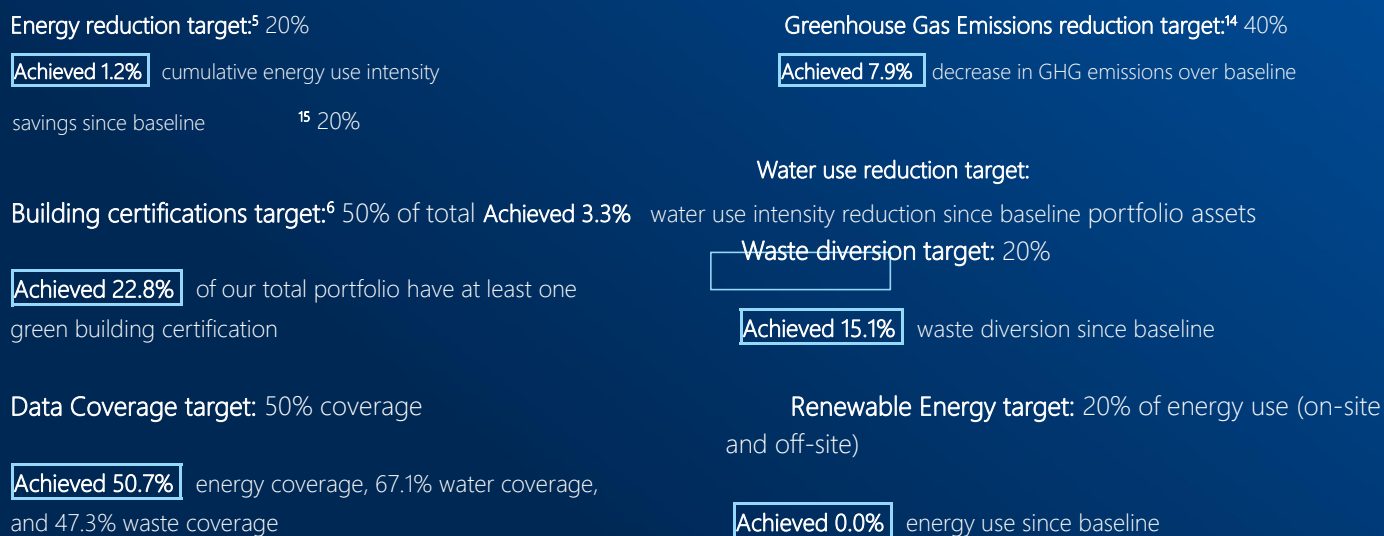 Energy reduction target:⁵ 20%
Achieved 1.2% cumulative energy use intensity
savings since baseline
Greenhouse Gas Emissions reduction target:¹⁴ 40%
Achieved 7.9% decrease in GHG emissions over baseline
¹⁵ 20%
Water use reduction target:
Building certifications target:⁶ 50% of total Achieved 3.3% water use intensity reduction since baseline portfolio assets
Waste diversion target: 20%
Achieved 22.8% of our total portfolio have at least one
green building certification
Achieved 15.1% waste diversion since baseline
Data Coverage target: 50% coverage
Achieved 50.7% energy coverage, 67.1% water coverage,
and 47.3% waste coverage
Renewable Energy target: 20% of energy use (on-site
and off-site)
Achieved 0.0% energy use since baseline